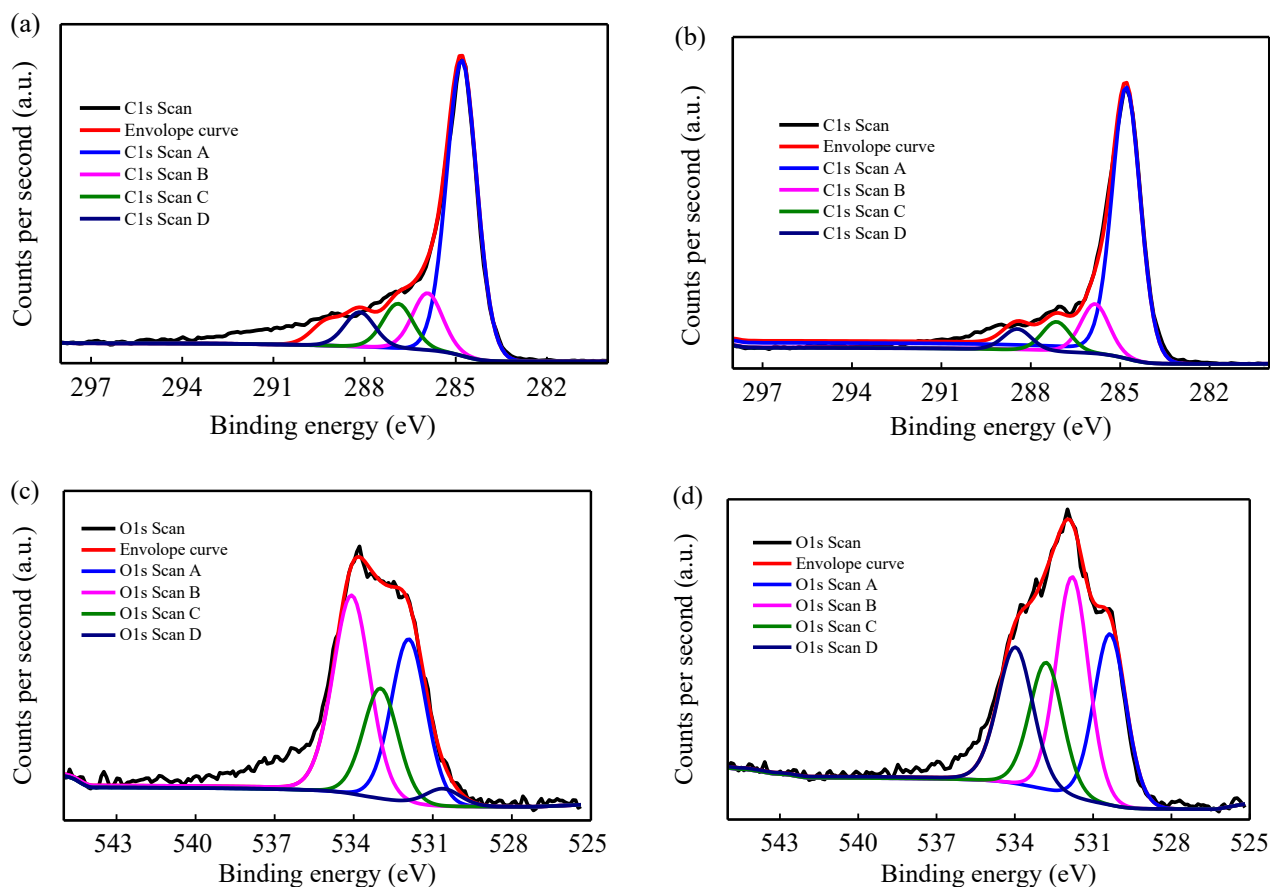 (a)
Counts per second (a.u.)
C1s Scan
Envolope curve
C1s Scan A
C1s Scan B
C1s Scan C
C1s Scan D
297 294 291 288 285 282
Binding energy (eV)
(b)
Counts per second (a.u.)
C1s Scan
Envolope curve
C1s Scan A
C1s Scan B
C1s Scan C
C1s Scan D
297 294 291 288 285 282
Binding energy (eV)
(c)
Counts per second (a.u.)
O1s Scan
Envolope curve
O1s Scan A
O1s Scan B
O1s Scan C
O1s Scan D
543 540 537 534 531 528 525
Binding energy (eV)
(d)
Counts per second (a.u.)
O1s Scan
Envolope curve
O1s Scan A
O1s Scan B
O1s Scan C
O1s Scan D
543 540 537 534 531 528 525
Binding energy (eV)